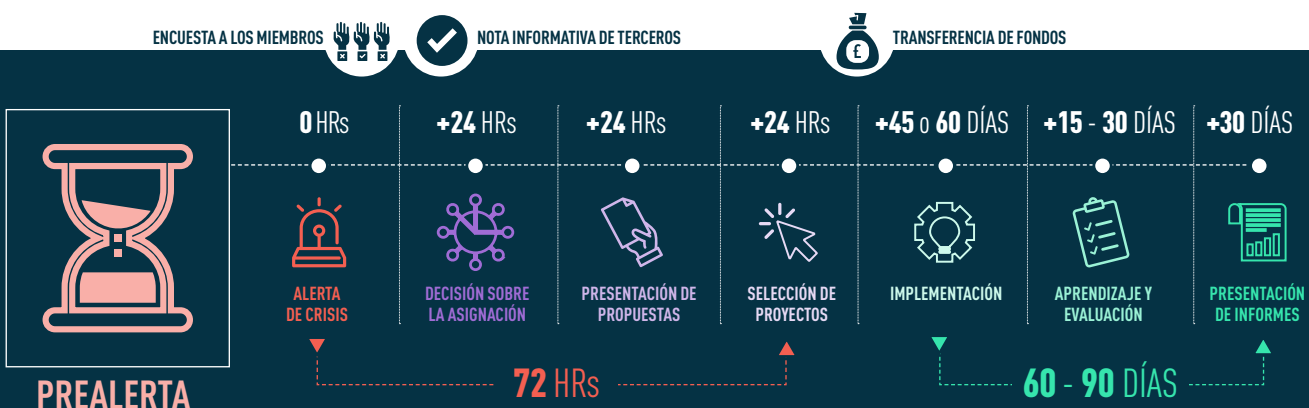 ENCUESTA A LOS MIEMBROS
NOTA INFORMATIVA DE TERCEROS
£
TRANSFERENCIA DE FONDOS
0 HRs
+24 HRs
+24 HRs
+24 HRs
+45 o 60 DÍAS
+15 - 30 DÍAS
+30 DÍAS
ALERTA
DE CRISIS
DECISIÓN SOBRE
LA ASIGNACIÓN
PRESENTACIÓN DE
PROPUESTAS
SELECCIÓN DE
PROYECTOS
IMPLEMENTACIÓN
APRENDIZAJE Y
EVALUACIÓN
PRESENTACIÓN
DE INFORMES
PREALERTA
72 HRs
60 - 90 DÍAS